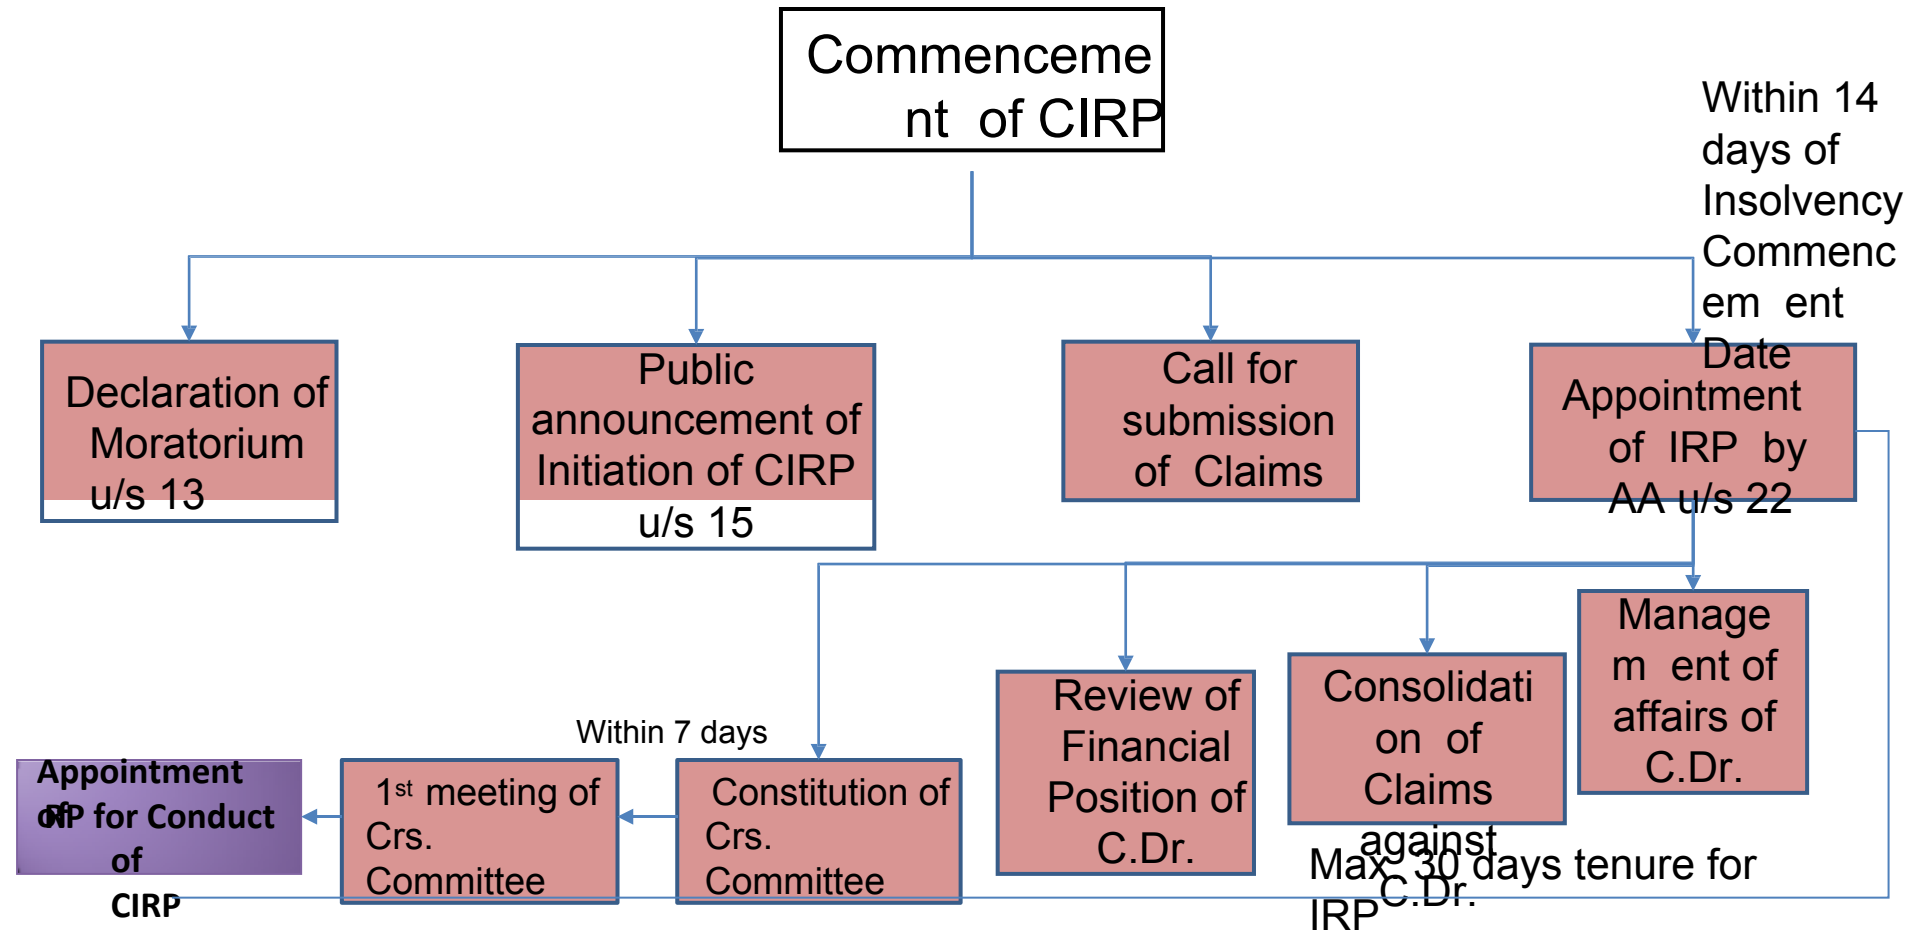 Commenceme
nt of CIRP
Within 14
days of
Insolvency
Commenc
em ent
Date
Declaration of
Moratorium
u/s 13
Public
announcement of
Initiation of CIRP
u/s 15
Call for
submission
of Claims
Appointment
of IRP by
AA u/s 22
Manage
m ent of
affairs of
C.Dr.
Consolidati
on of
Claims
against
C.Dr.
Review of
Financial
Position of
C.Dr.
Within 7 days
Constitution of
Crs.
Committee
1st meeting of
Crs.
Committee
Appointment
of
RP for Conduct
of
CIRP
Max. 30 days tenure for
IRP